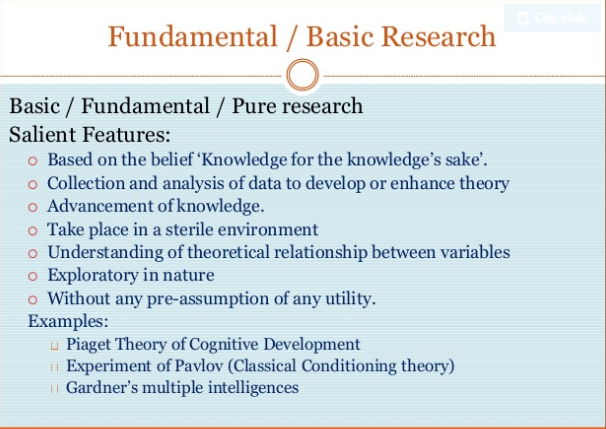 Clip slide
Fundamental / Basic Research
Basic / Fundamental / Pure research
Salient Features:
Based on the belief ‘Knowledge for the knowledge’s sake’.
Collection and analysis of data to develop or enhance theory
Advancement of knowledge.
Take place in a sterile environment
Understanding of theoretical relationship between variables
Exploratory in nature
Without any pre-assumption of any utility.
Examples:
Piaget Theory of Cognitive Development
Experiment of Pavlov (Classical Conditioning theory)
Gardner’s multiple intelligences